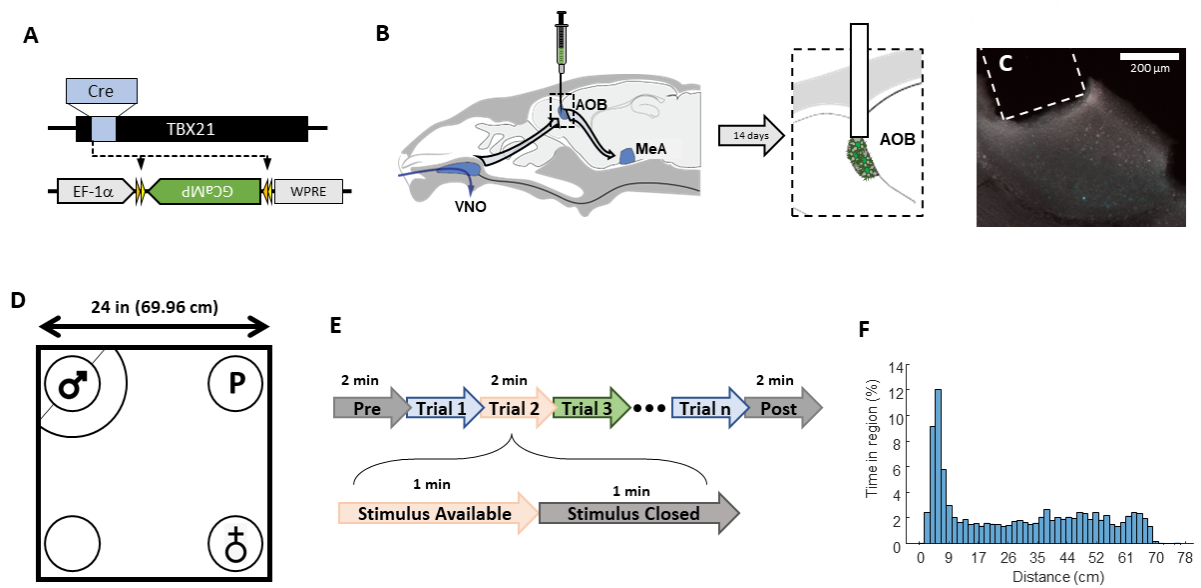 A
Cre
TBX21
EF-1α
GCaMP
WPRE
B
AOB
MeA
VNO
14 days
AOB
C
200 µm
D
24 in (69.96 cm)
♂
P
♀
E
2 min
2 min
2 min
Pre
Trial 1
Trial 2
Trial 3
•••
Trial n
Post
1 min
1 min
Stimulus Available
Stimulus Closed
F
Time in region (%)
14
12
10
8
6
4
2
0
0 9 17 26 35 44 52 61 70 78
Distance (cm)